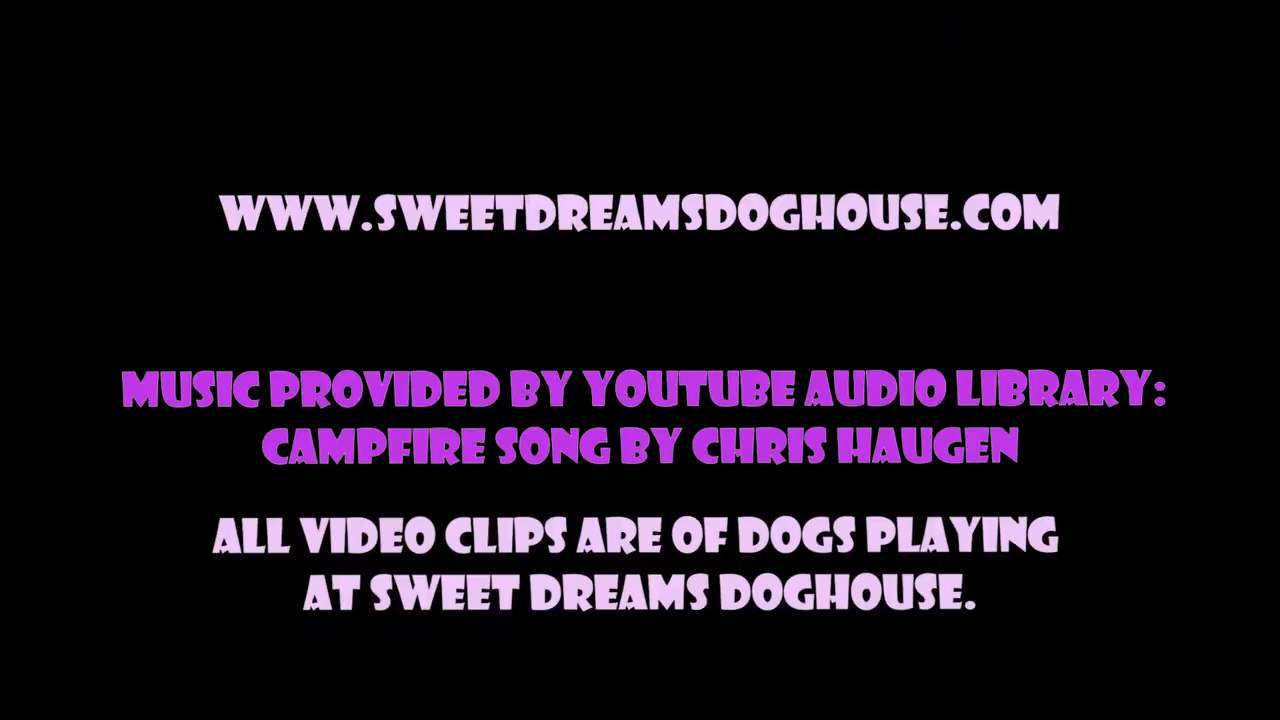 WWW.SWEETDREAMSDOGHOUSE.COM
MUSIC PROVIDED BY YOUTUBE AUDIO LIBRARY:
CAMPFIRE SONG BY CHRIS HAUGEN
ALL VIDEO CLIPS ARE OF DOGS PLAYING
AT SWEET DREAMS DOGHOUSE.